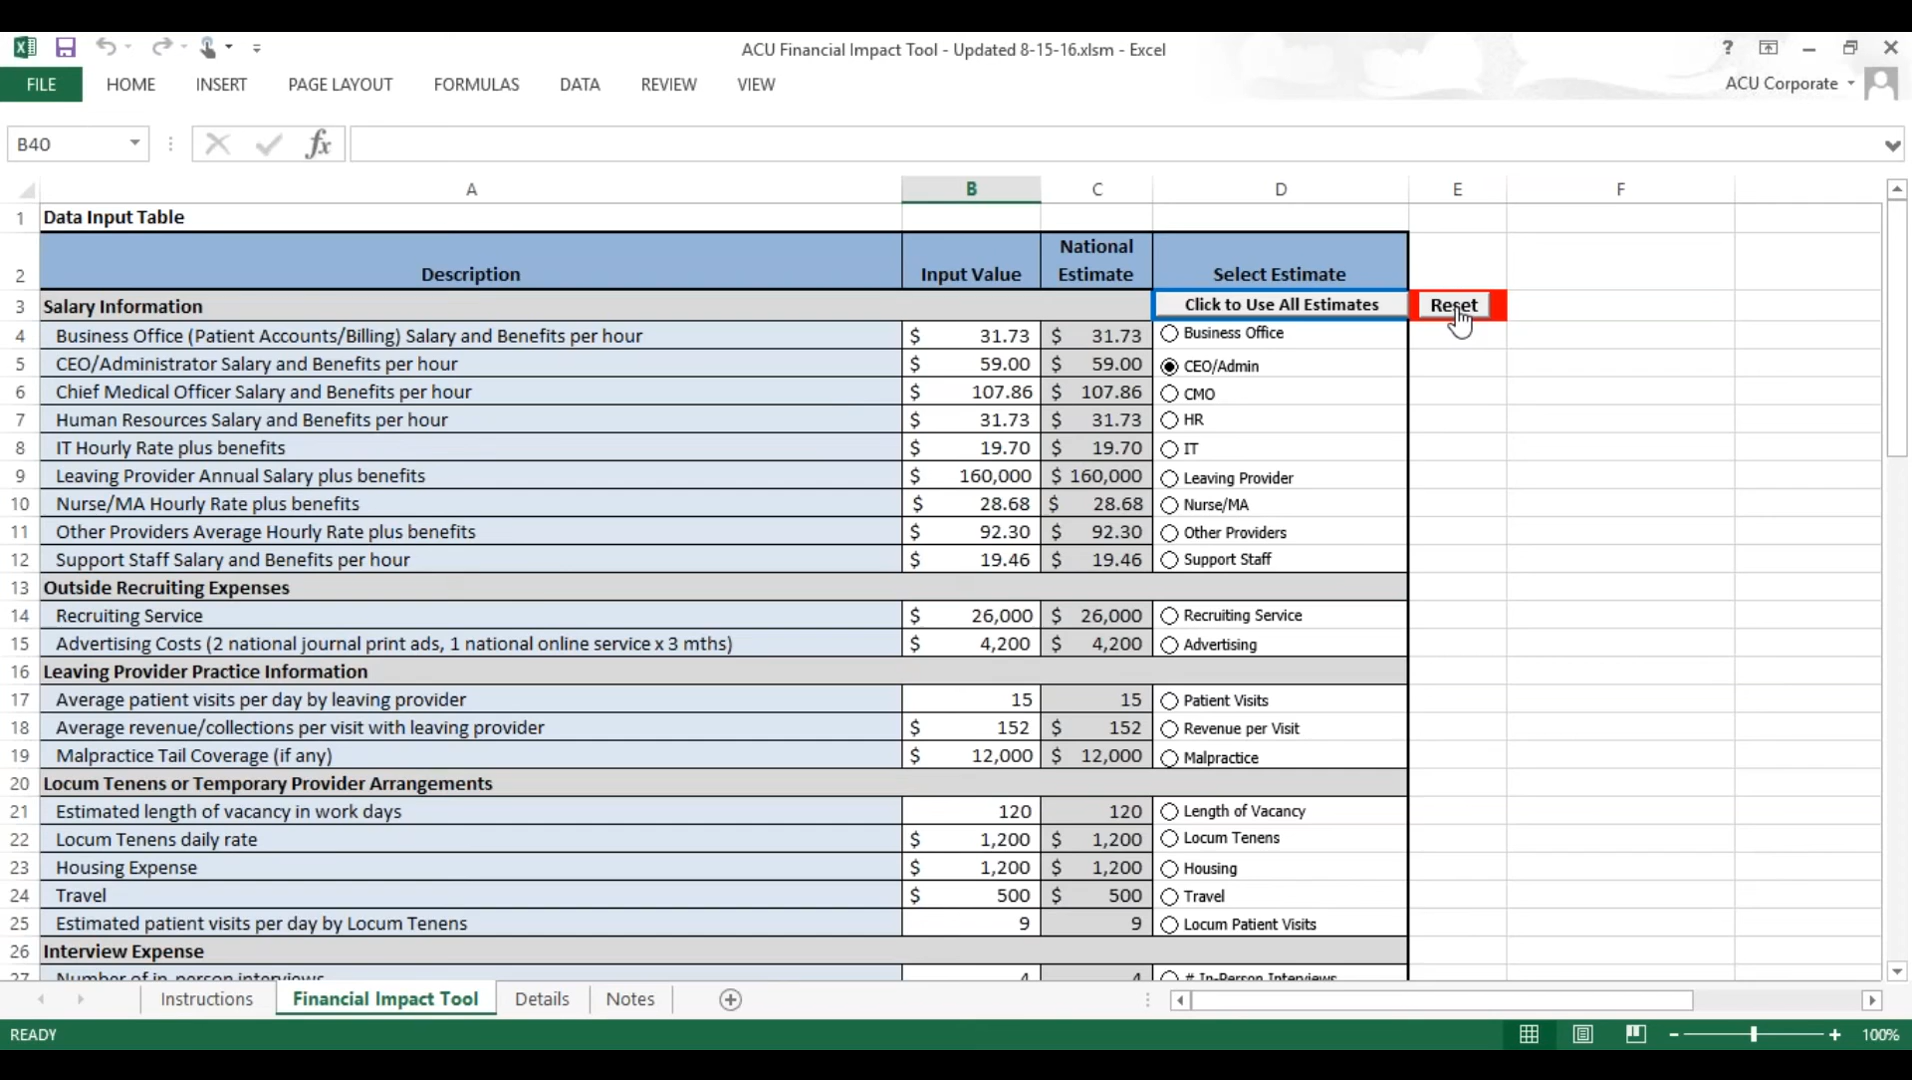 ACU Financial Impact Tool - Updated 8-15-16.xlsm - Excel
?
FILE HOME INSERT PAGE LAYOUT FORMULAS DATA REVIEW VIEW ACU Corporate
B40 fx
A B C D E F
1 Data Input Table
2 Description Input Value National Estimate Select Estimate
3 Salary Information Click to Use All Estimates Reset
4 Business Office (Patient Accounts/Billing) Salary and Benefits per hour $ 31.73 $ 31.73 Business Office
5 CEO/Administrator Salary and Benefits per hour $ 59.00 $ 59.00 CEO/Admin
6 Chief Medical Officer Salary and Benefits per hour $ 107.86 $ 107.86 CMO
7 Human Resources Salary and Benefits per hour $ 31.73 $ 31.73 HR
8 IT Hourly Rate plus benefits $ 19.70 $ 19.70 IT
9 Leaving Provider Annual Salary plus benefits $ 160,000 $ 160,000 Leaving Provider
10 Nurse/MA Hourly Rate plus benefits $ 28.68 $ 28.68 Nurse/MA
11 Other Providers Average Hourly Rate plus benefits $ 92.30 $ 92.30 Other Providers
12 Support Staff Salary and Benefits per hour $ 19.46 $ 19.46 Support Staff
13 Outside Recruiting Expenses
14 Recruiting Service $ 26,000 $ 26,000 Recruiting Service
15 Advertising Costs (2 national journal print ads, 1 national online service x 3 mths) $ 4,200 $ 4,200 Advertising
16 Leaving Provider Practice Information
17 Average patient visits per day by leaving provider 15 15 Patient Visits
18 Average revenue/collections per visit with leaving provider $ 152 $ 152 Revenue per Visit
19 Malpractice Tail Coverage (if any) $ 12,000 $ 12,000 Malpractice
20 Locum Tenens or Temporary Provider Arrangements
21 Estimated length of vacancy in work days 120 120 Length of Vacancy
22 Locum Tenens daily rate $ 1,200 $ 1,200 Locum Tenens
23 Housing Expense $ 1,200 $ 1,200 Housing
24 Travel $ 500 $ 500 Travel
25 Estimated patient visits per day by Locum Tenens 9 9 Locum Patient Visits
26 Interview Expense
27 Number of in-person interviews 4 4 # In-Person Interviews
Instructions Financial Impact Tool Details Notes
READY 100%